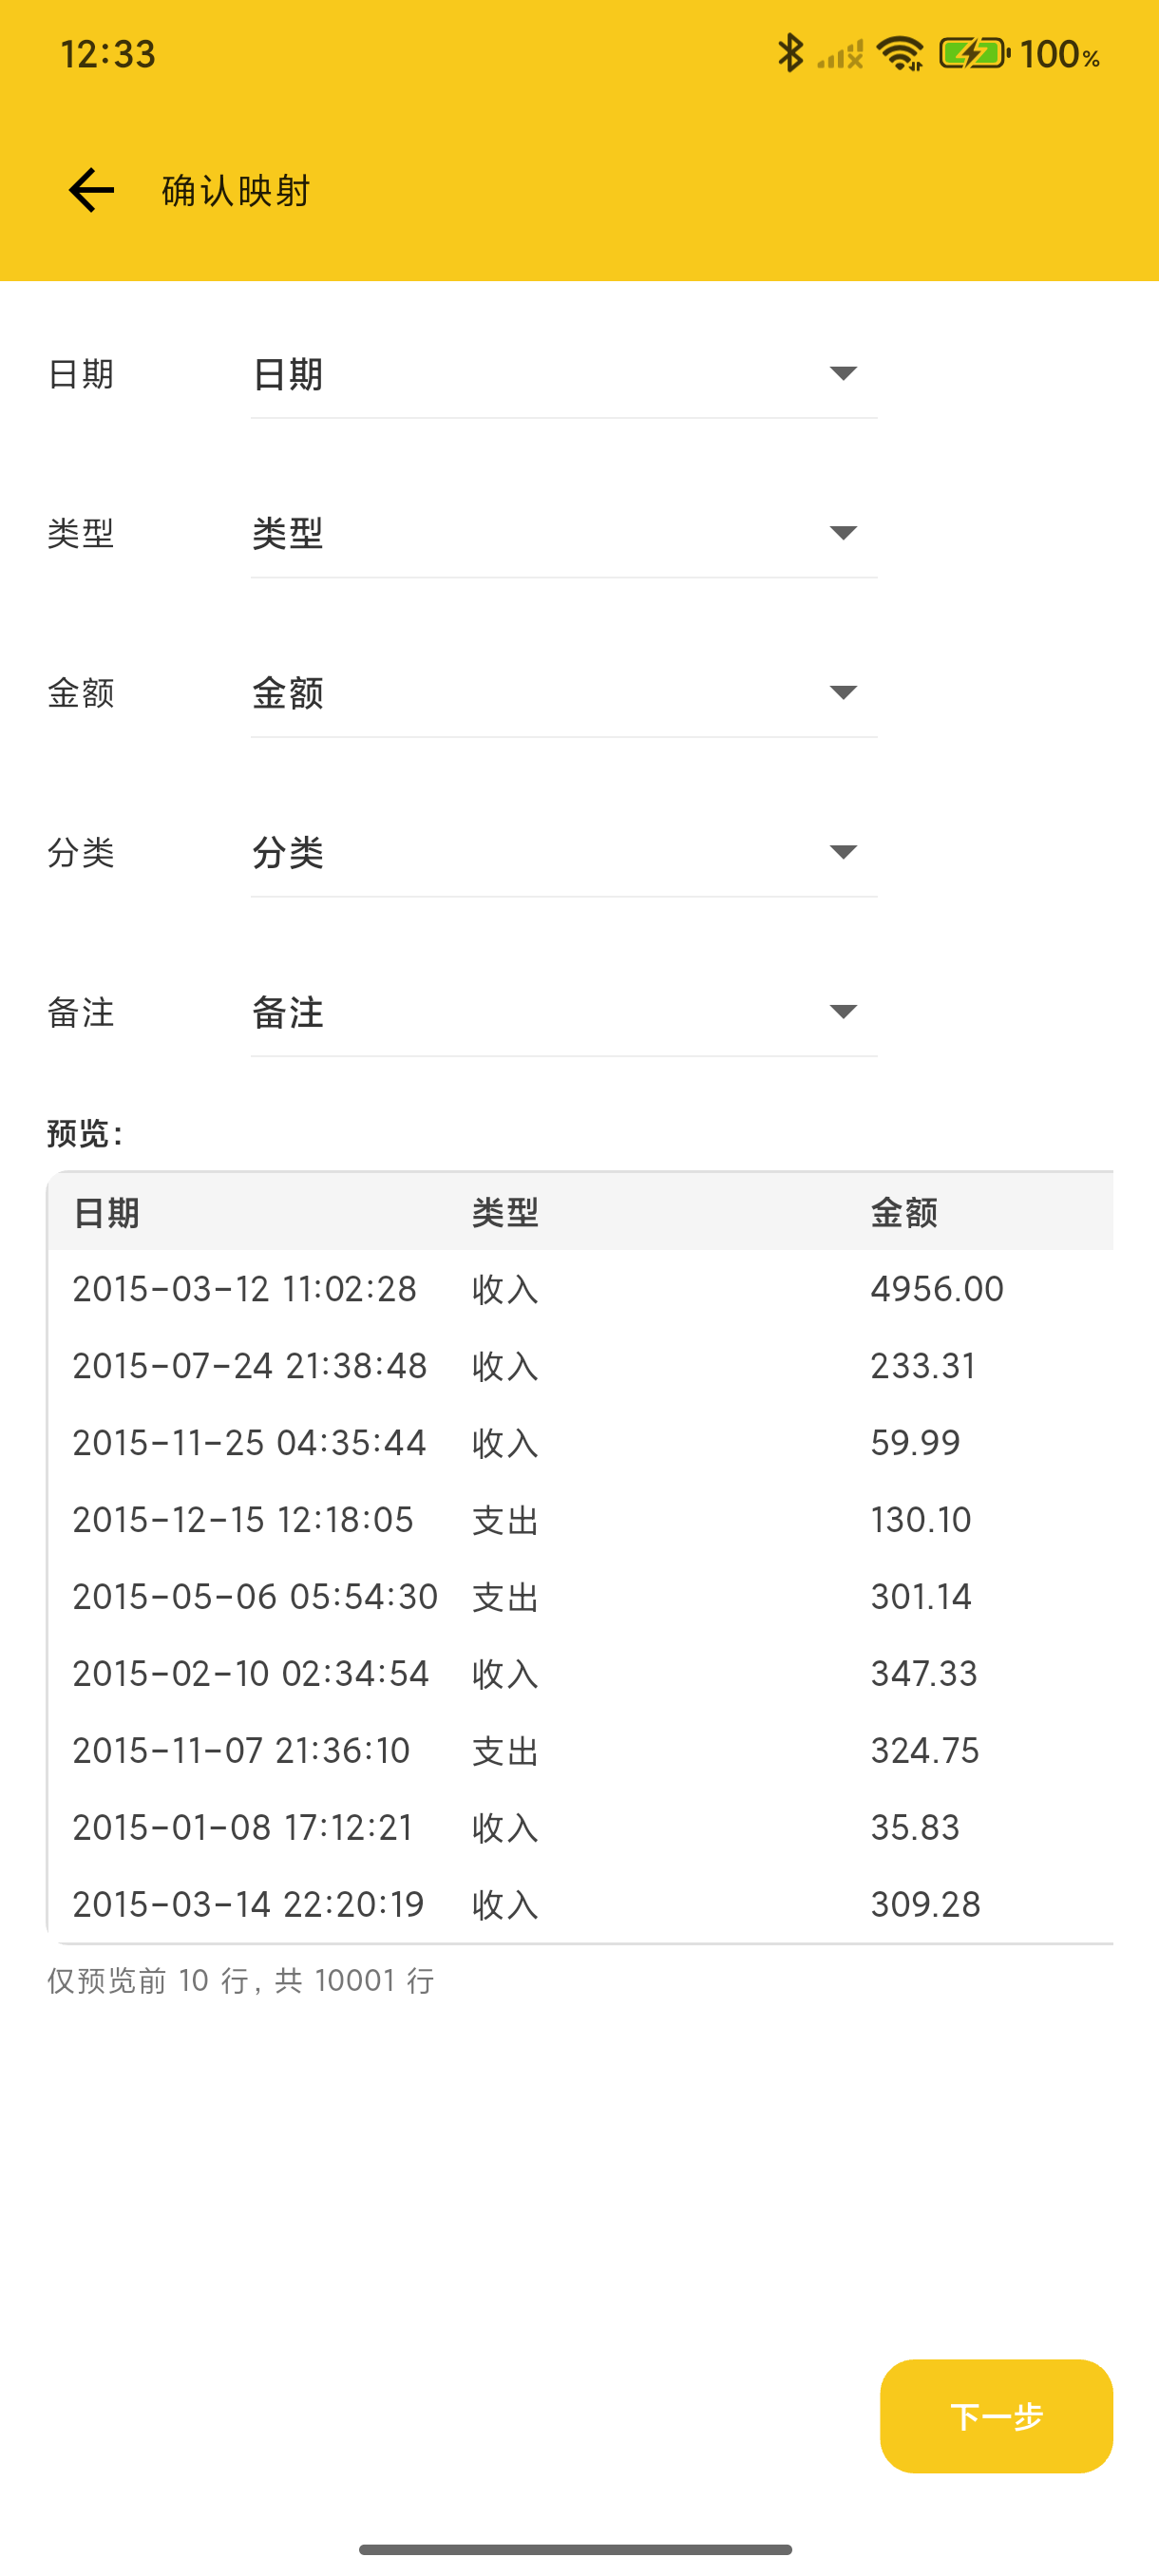 12:33 100%
确认映射
日期 日期
类型 类型
金额 金额
分类 分类
备注 备注
预览:
日期 类型 金额
2015-03-12 11:02:28 收入 4956.00
2015-07-24 21:38:48 收入 233.31
2015-11-25 04:35:44 收入 59.99
2015-12-15 12:18:05 支出 130.10
2015-05-06 05:54:30 支出 301.14
2015-02-10 02:34:54 收入 347.33
2015-11-07 21:36:10 支出 324.75
2015-01-08 17:12:21 收入 35.83
2015-03-14 22:20:19 收入 309.28
仅预览前 10 行, 共 10001 行
下一步